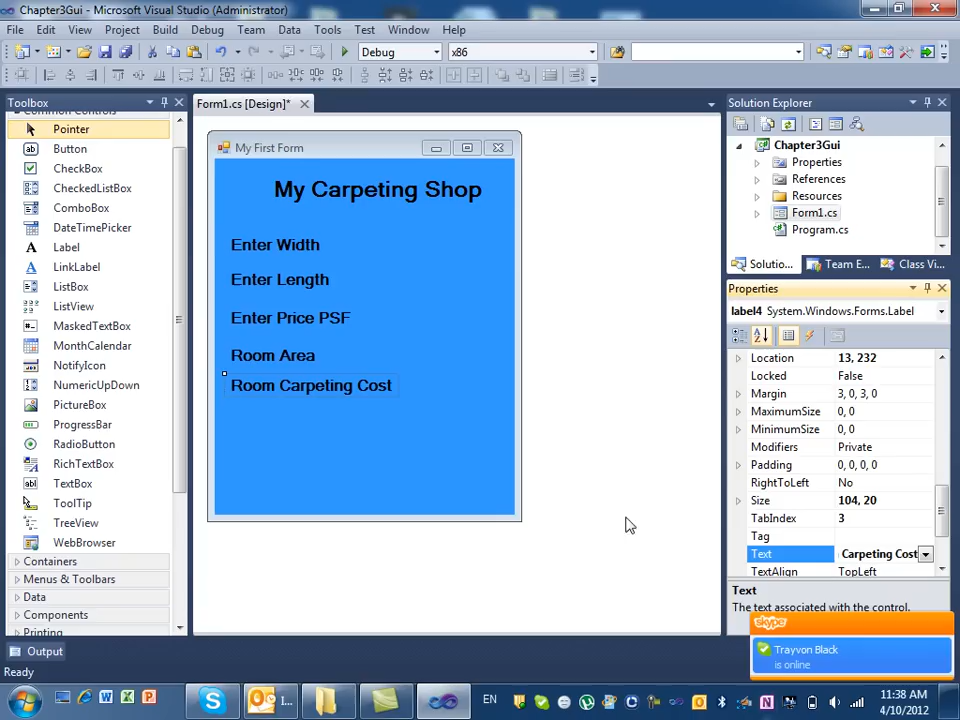 Chapter3Gui - Microsoft Visual Studio (Administrator)
File Edit View Project Build Debug Team Data Tools Test Window Help
Debug x86
Toolbox
Form1.cs [Design]*
Solution Explorer
Common Controls
Pointer
Button
CheckBox
CheckedListBox
ComboBox
DateTimePicker
Label
LinkLabel
ListBox
ListView
MaskedTextBox
MonthCalendar
NotifyIcon
NumericUpDown
PictureBox
ProgressBar
RadioButton
RichTextBox
TextBox
ToolTip
TreeView
WebBrowser
Containers
Menus & Toolbars
Data
Components
Printing
My First Form
My Carpeting Shop
Enter Width
Enter Length
Enter Price PSF
Room Area
Room Carpeting Cost
Chapter3Gui
Properties
References
Resources
Form1.cs
Program.cs
Solutio... Team E... Class Vi...
Properties
label4 System.Windows.Forms.Label
Location 13, 232
Locked False
Margin 3, 0, 3, 0
MaximumSize 0, 0
MinimumSize 0, 0
Modifiers Private
Padding 0, 0, 0, 0
RightToLeft No
Size 104, 20
TabIndex 3
Tag
Text Carpeting Cost
TextAlign TopLeft
Text
The text associated with the control.
skype
Trayvon Black
is online
Output
Ready
I...
EN
11:38 AM
4/10/2012